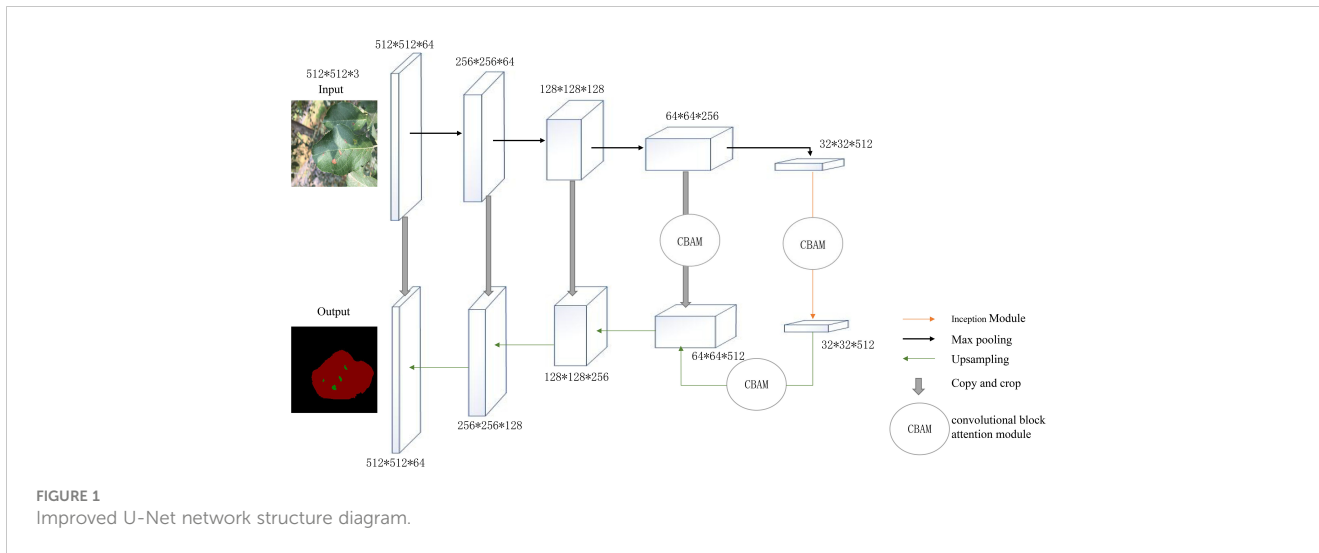 512*512*64
512*512*3
Input
256*256*64
128*128*128
64*64*256
32*32*512
CBAM
CBAM
Output
64*64*512
32*32*512
CBAM
128*128*256
256*256*128
512*512*64
Inception Module
Max pooling
Upsampling
Copy and crop
CBAM
convolutional block
attention module
FIGURE 1
Improved U-Net network structure diagram.